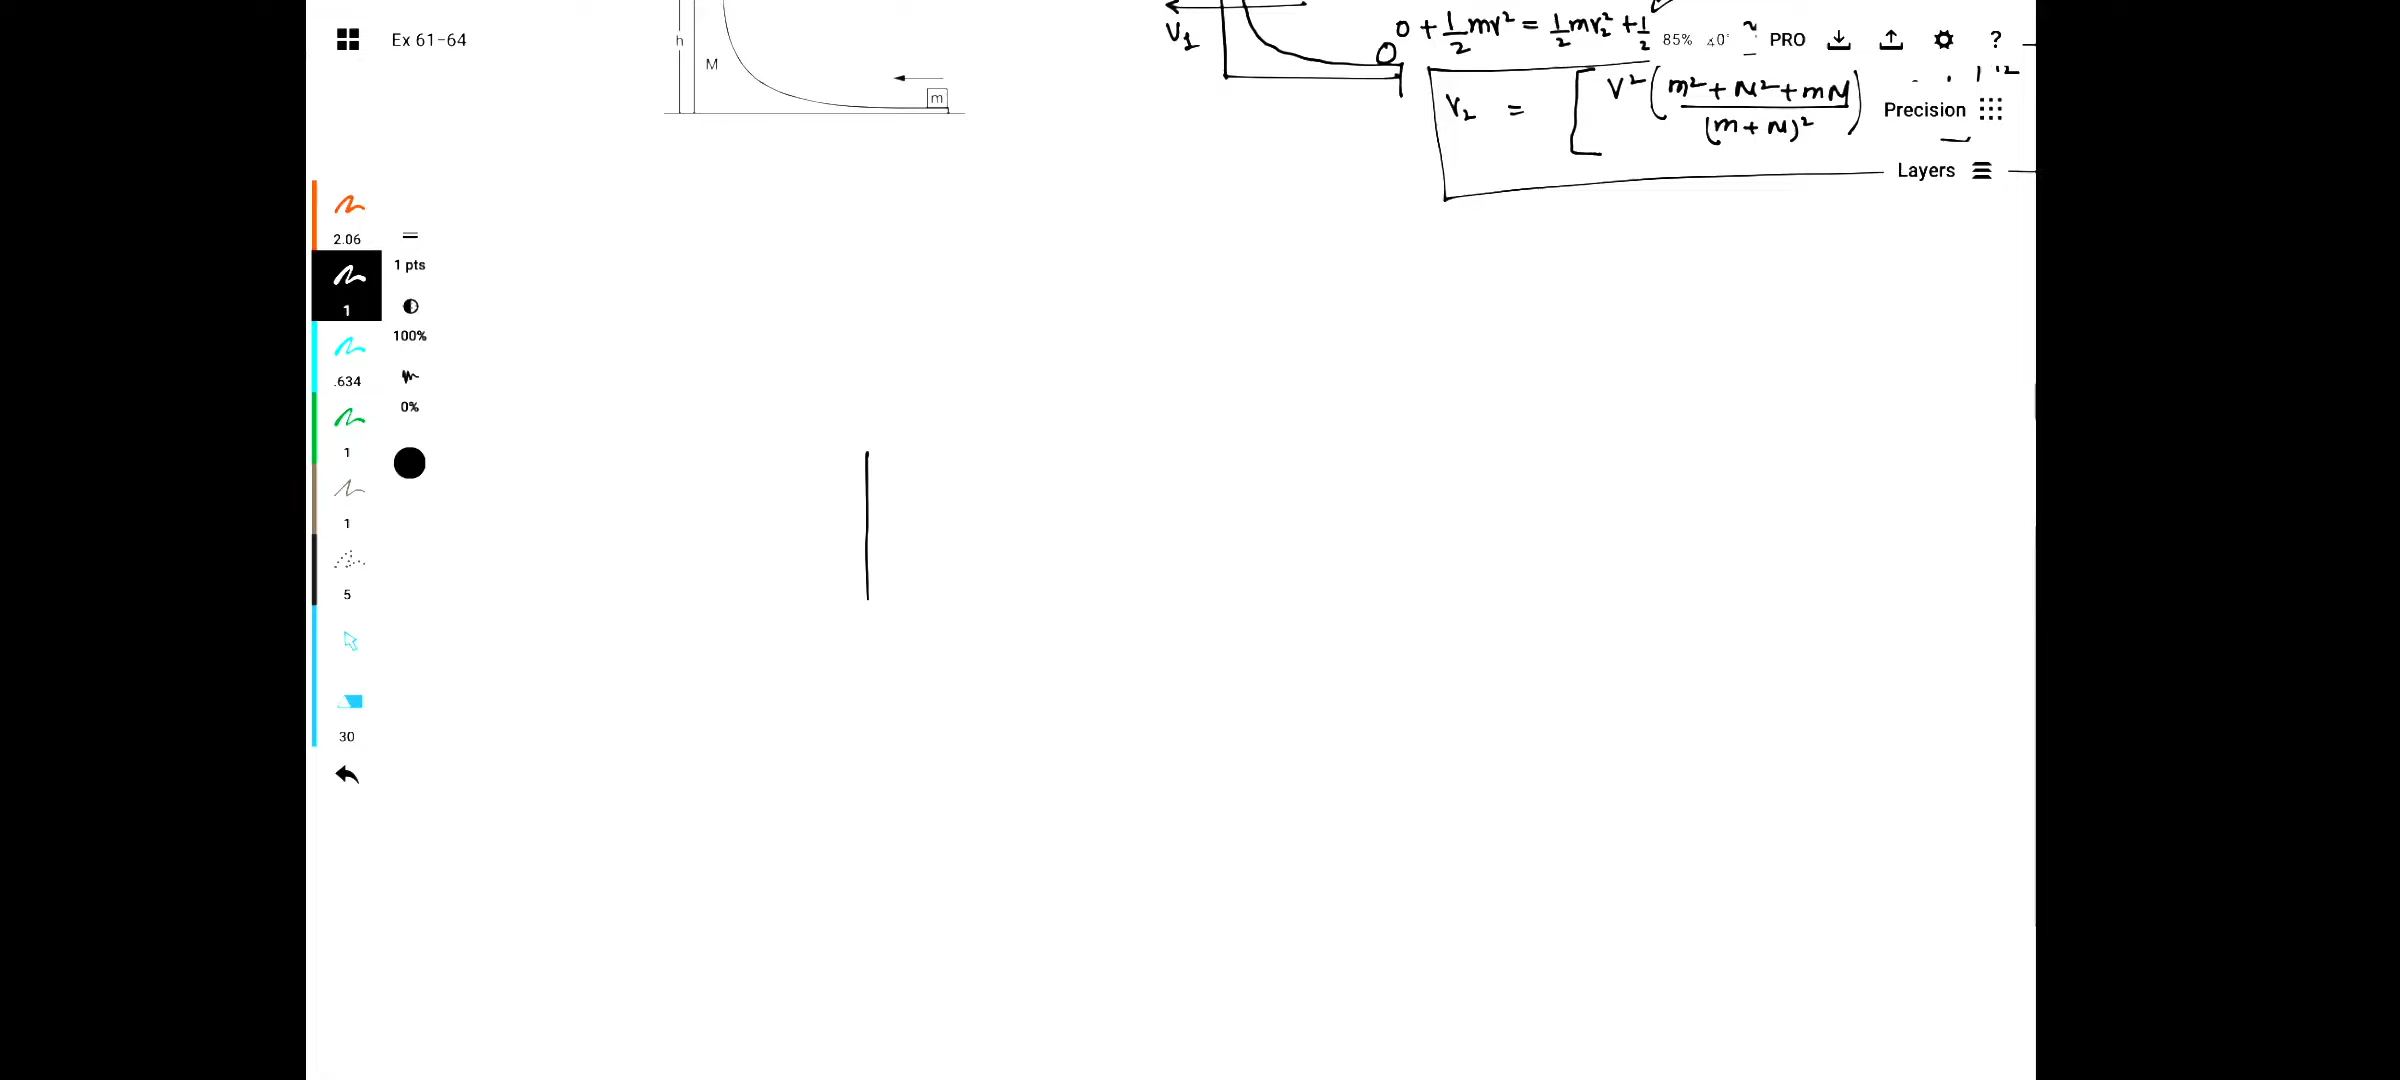 Ex 61-64
h
M
m
V1
0 + 1/2 mv² = 1/2 mv₂² + 1/2
85% 40° PRO ?
V₂ = [ V² ( m² + M² + mM / (m + M)² )
Precision
Layers
2.06
1 pts
1
100%
.634
0%
1
1
5
30